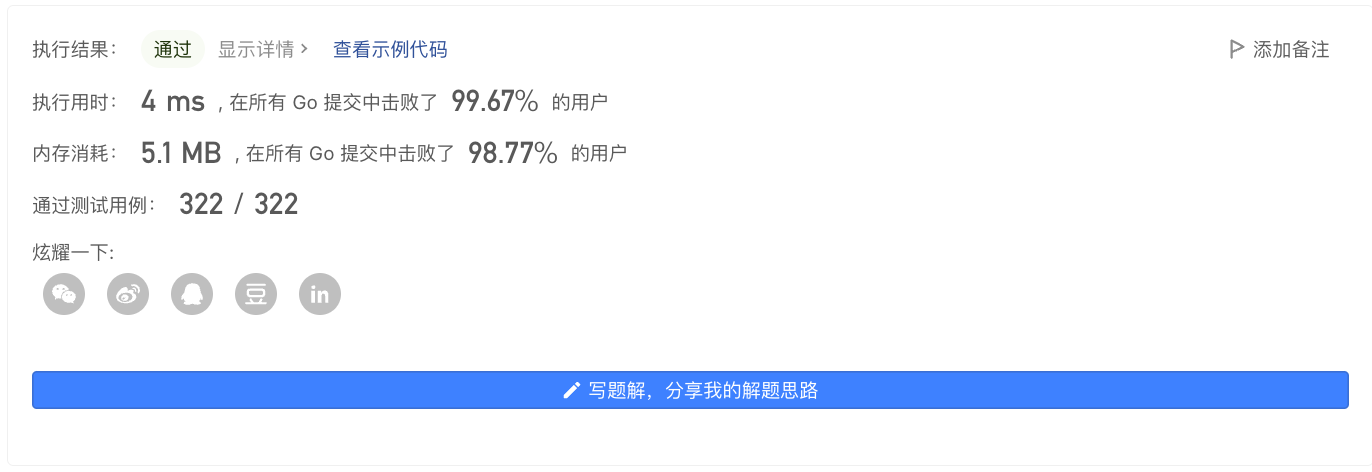 执行结果： 通过 显示详情 > 查看示例代码 添加备注
执行用时： 4 ms , 在所有 Go 提交中击败了 99.67% 的用户
内存消耗： 5.1 MB , 在所有 Go 提交中击败了 98.77% 的用户
通过测试用例： 322 / 322
炫耀一下:
豆 in
写题解，分享我的解题思路